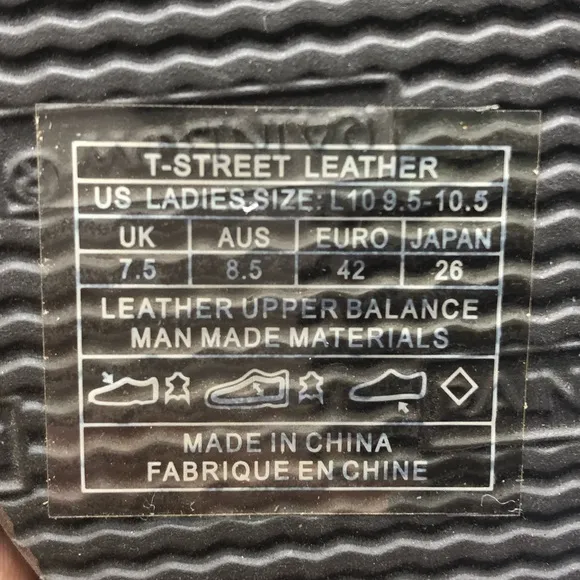 T-STREET LEATHER
US LADIES SIZE: L10 9.5-10.5
UK AUS EURO JAPAN
7.5 8.5 42 26
LEATHER UPPER BALANCE
MAN MADE MATERIALS
MADE IN CHINA
FABRIQUE EN CHINE